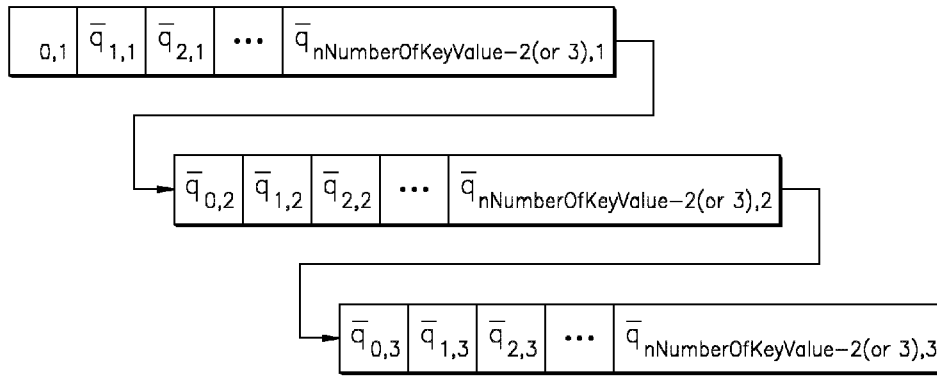 0,1 q̅1,1 q̅2,1 ••• q̅nNumberOfKeyValue-2(or 3),1
q̅0,2 q̅1,2 q̅2,2 ••• q̅nNumberOfKeyValue-2(or 3),2
q̅0,3 q̅1,3 q̅2,3 ••• q̅nNumberOfKeyValue-2(or 3),3